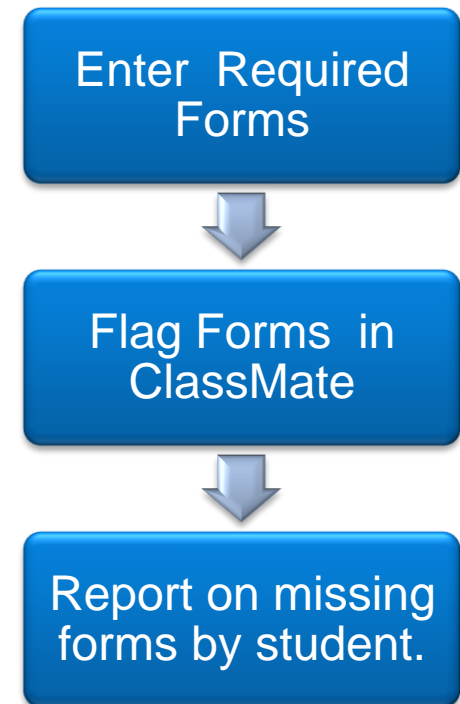 Enter Required
Forms
Flag Forms in
ClassMate
Report on missing
forms by student.